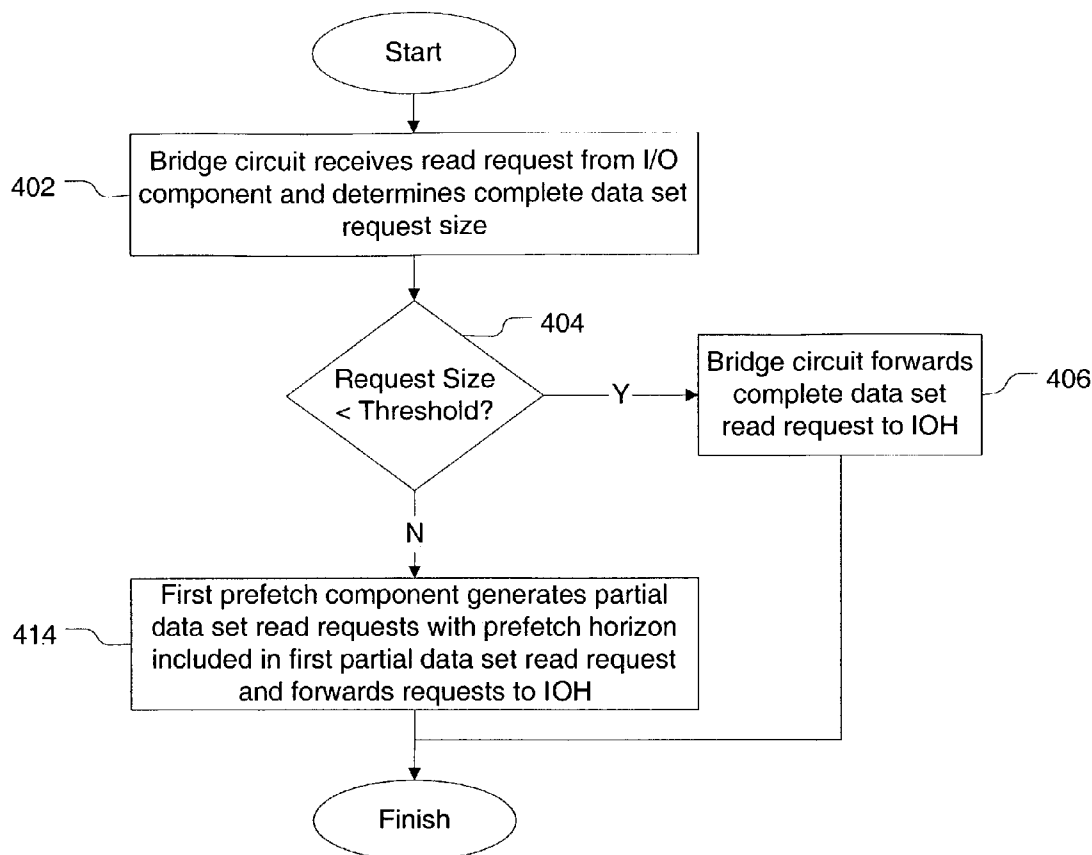 Start
402
Bridge circuit receives read request from I/O
component and determines complete data set
request size
404
Request Size
< Threshold?
Y
Bridge circuit forwards
complete data set
read request to IOH
406
N
414
First prefetch component generates partial
data set read requests with prefetch horizon
included in first partial data set read request
and forwards requests to IOH
Finish